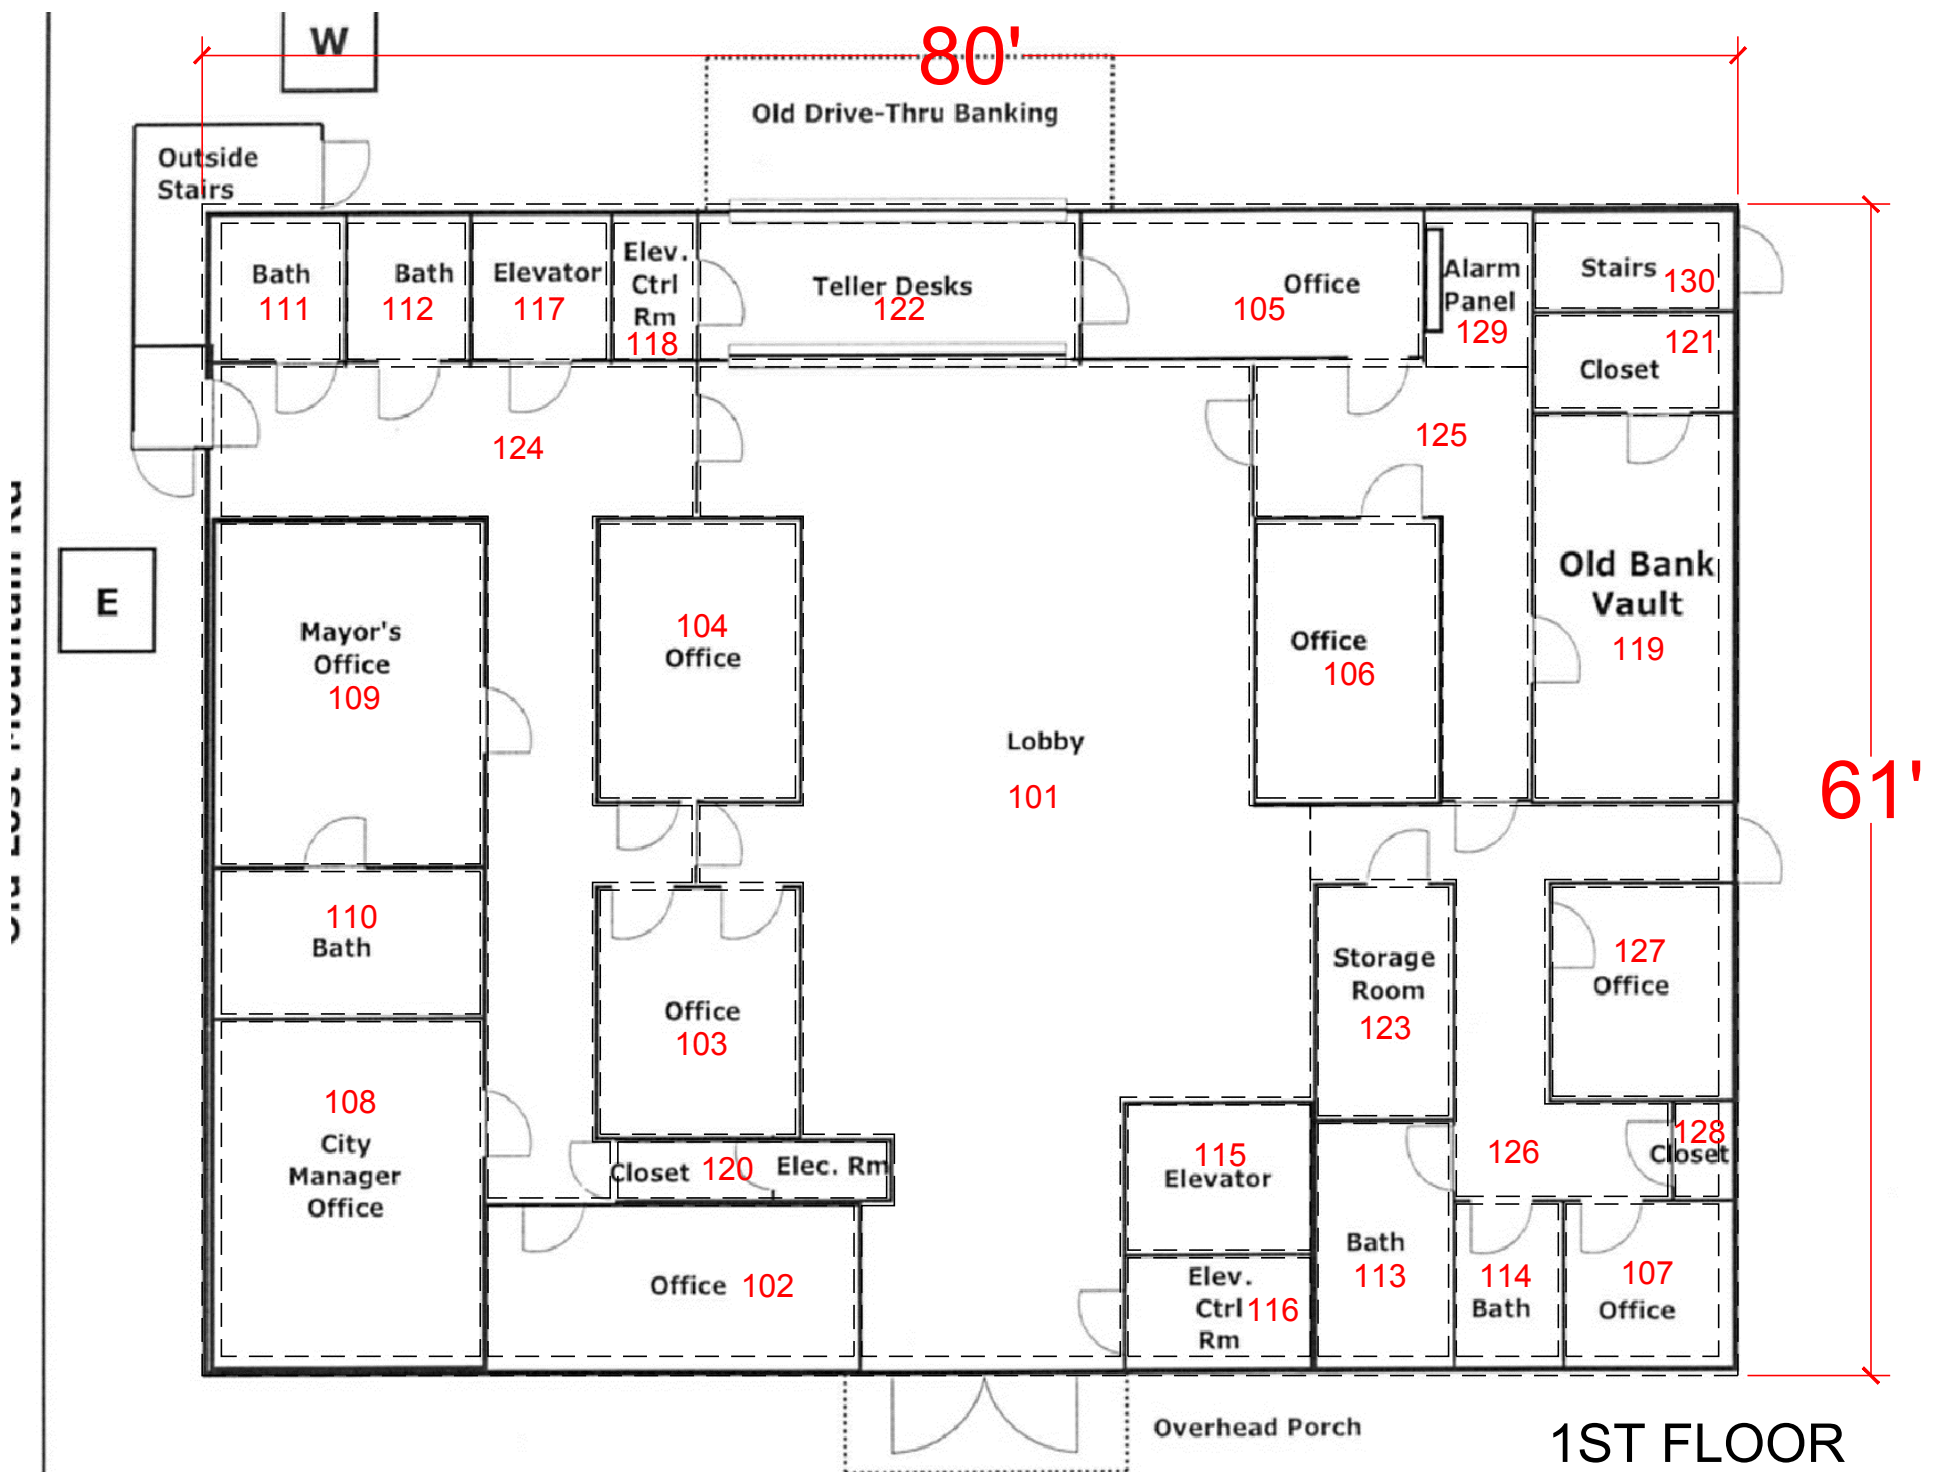 W
80'
Old Drive-Thru Banking
Outside
Stairs
Bath
111
Bath
112
Elevator
117
Elev.
Ctrl
Rm
118
Teller Desks
122
Office
105
Alarm
Panel
129
Stairs
130
121
Closet
124
125
E
Mayor's
Office
109
104
Office
Office
106
Old Bank
Vault
119
Lobby
101
61'
110
Bath
Office
103
Storage
Room
123
127
Office
108
City
Manager
Office
Closet
120
Elec. Rm
115
Elevator
126
128
Closet
Office
102
Elev.
Ctrl
Rm
116
Bath
113
114
Bath
107
Office
Overhead Porch
1ST FLOOR